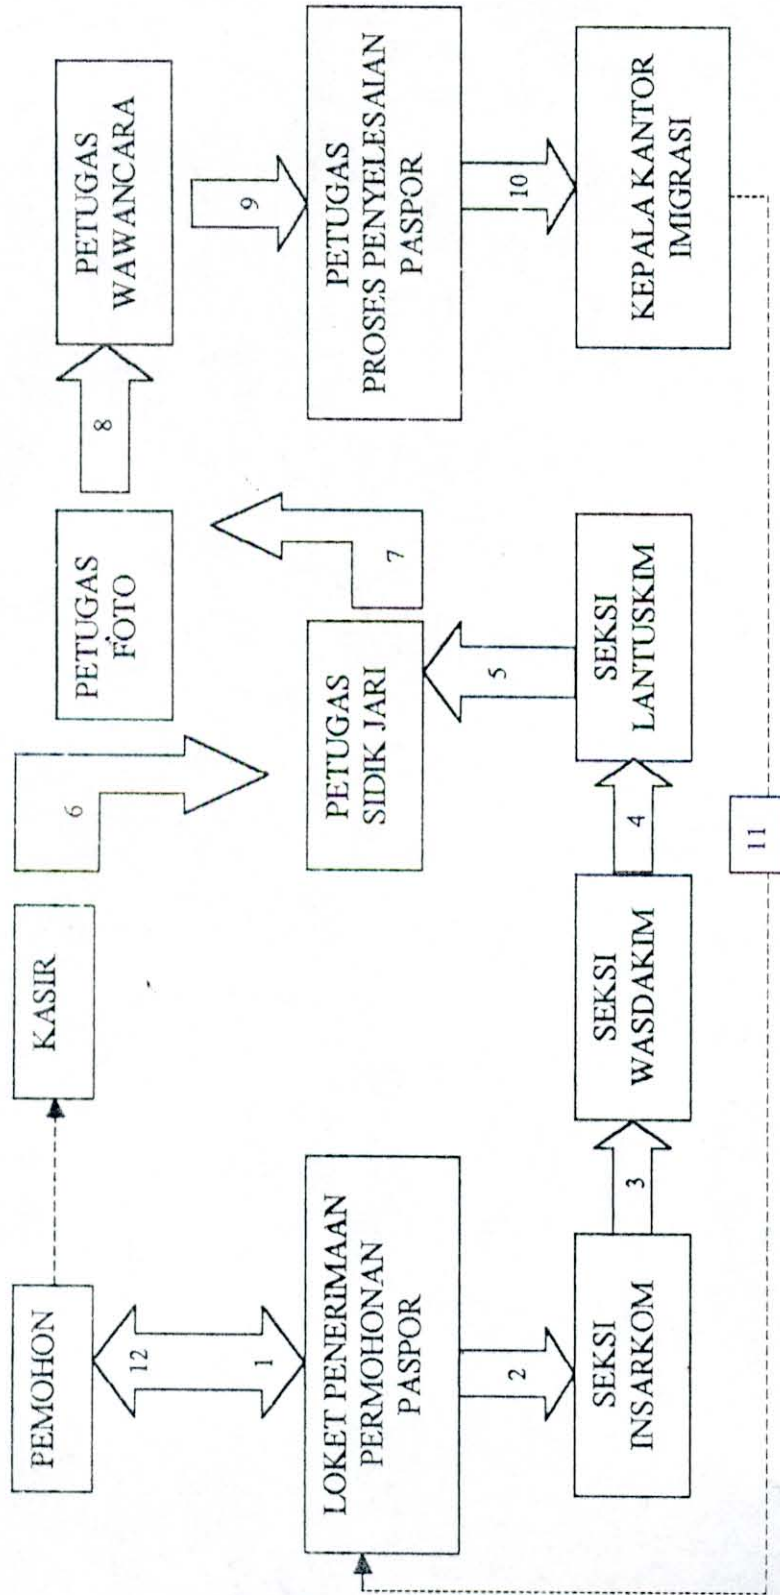 PEMOHON
KASIR
6
PETUGAS
FOTO
8
PETUGAS
WAWANCARA
12
1
7
9
LOKET PENERIMAAN
PERMOHONAN
PASPOR
PETUGAS
SIDIK JARI
PETUGAS
PROSES PENYELESAIAN
PASPOR
2
5
10
SEKSI
INSARKOM
3
SEKSI
WASDAKIM
4
SEKSI
LANTUSKIM
KEPALA KANTOR
IMIGRASI
11